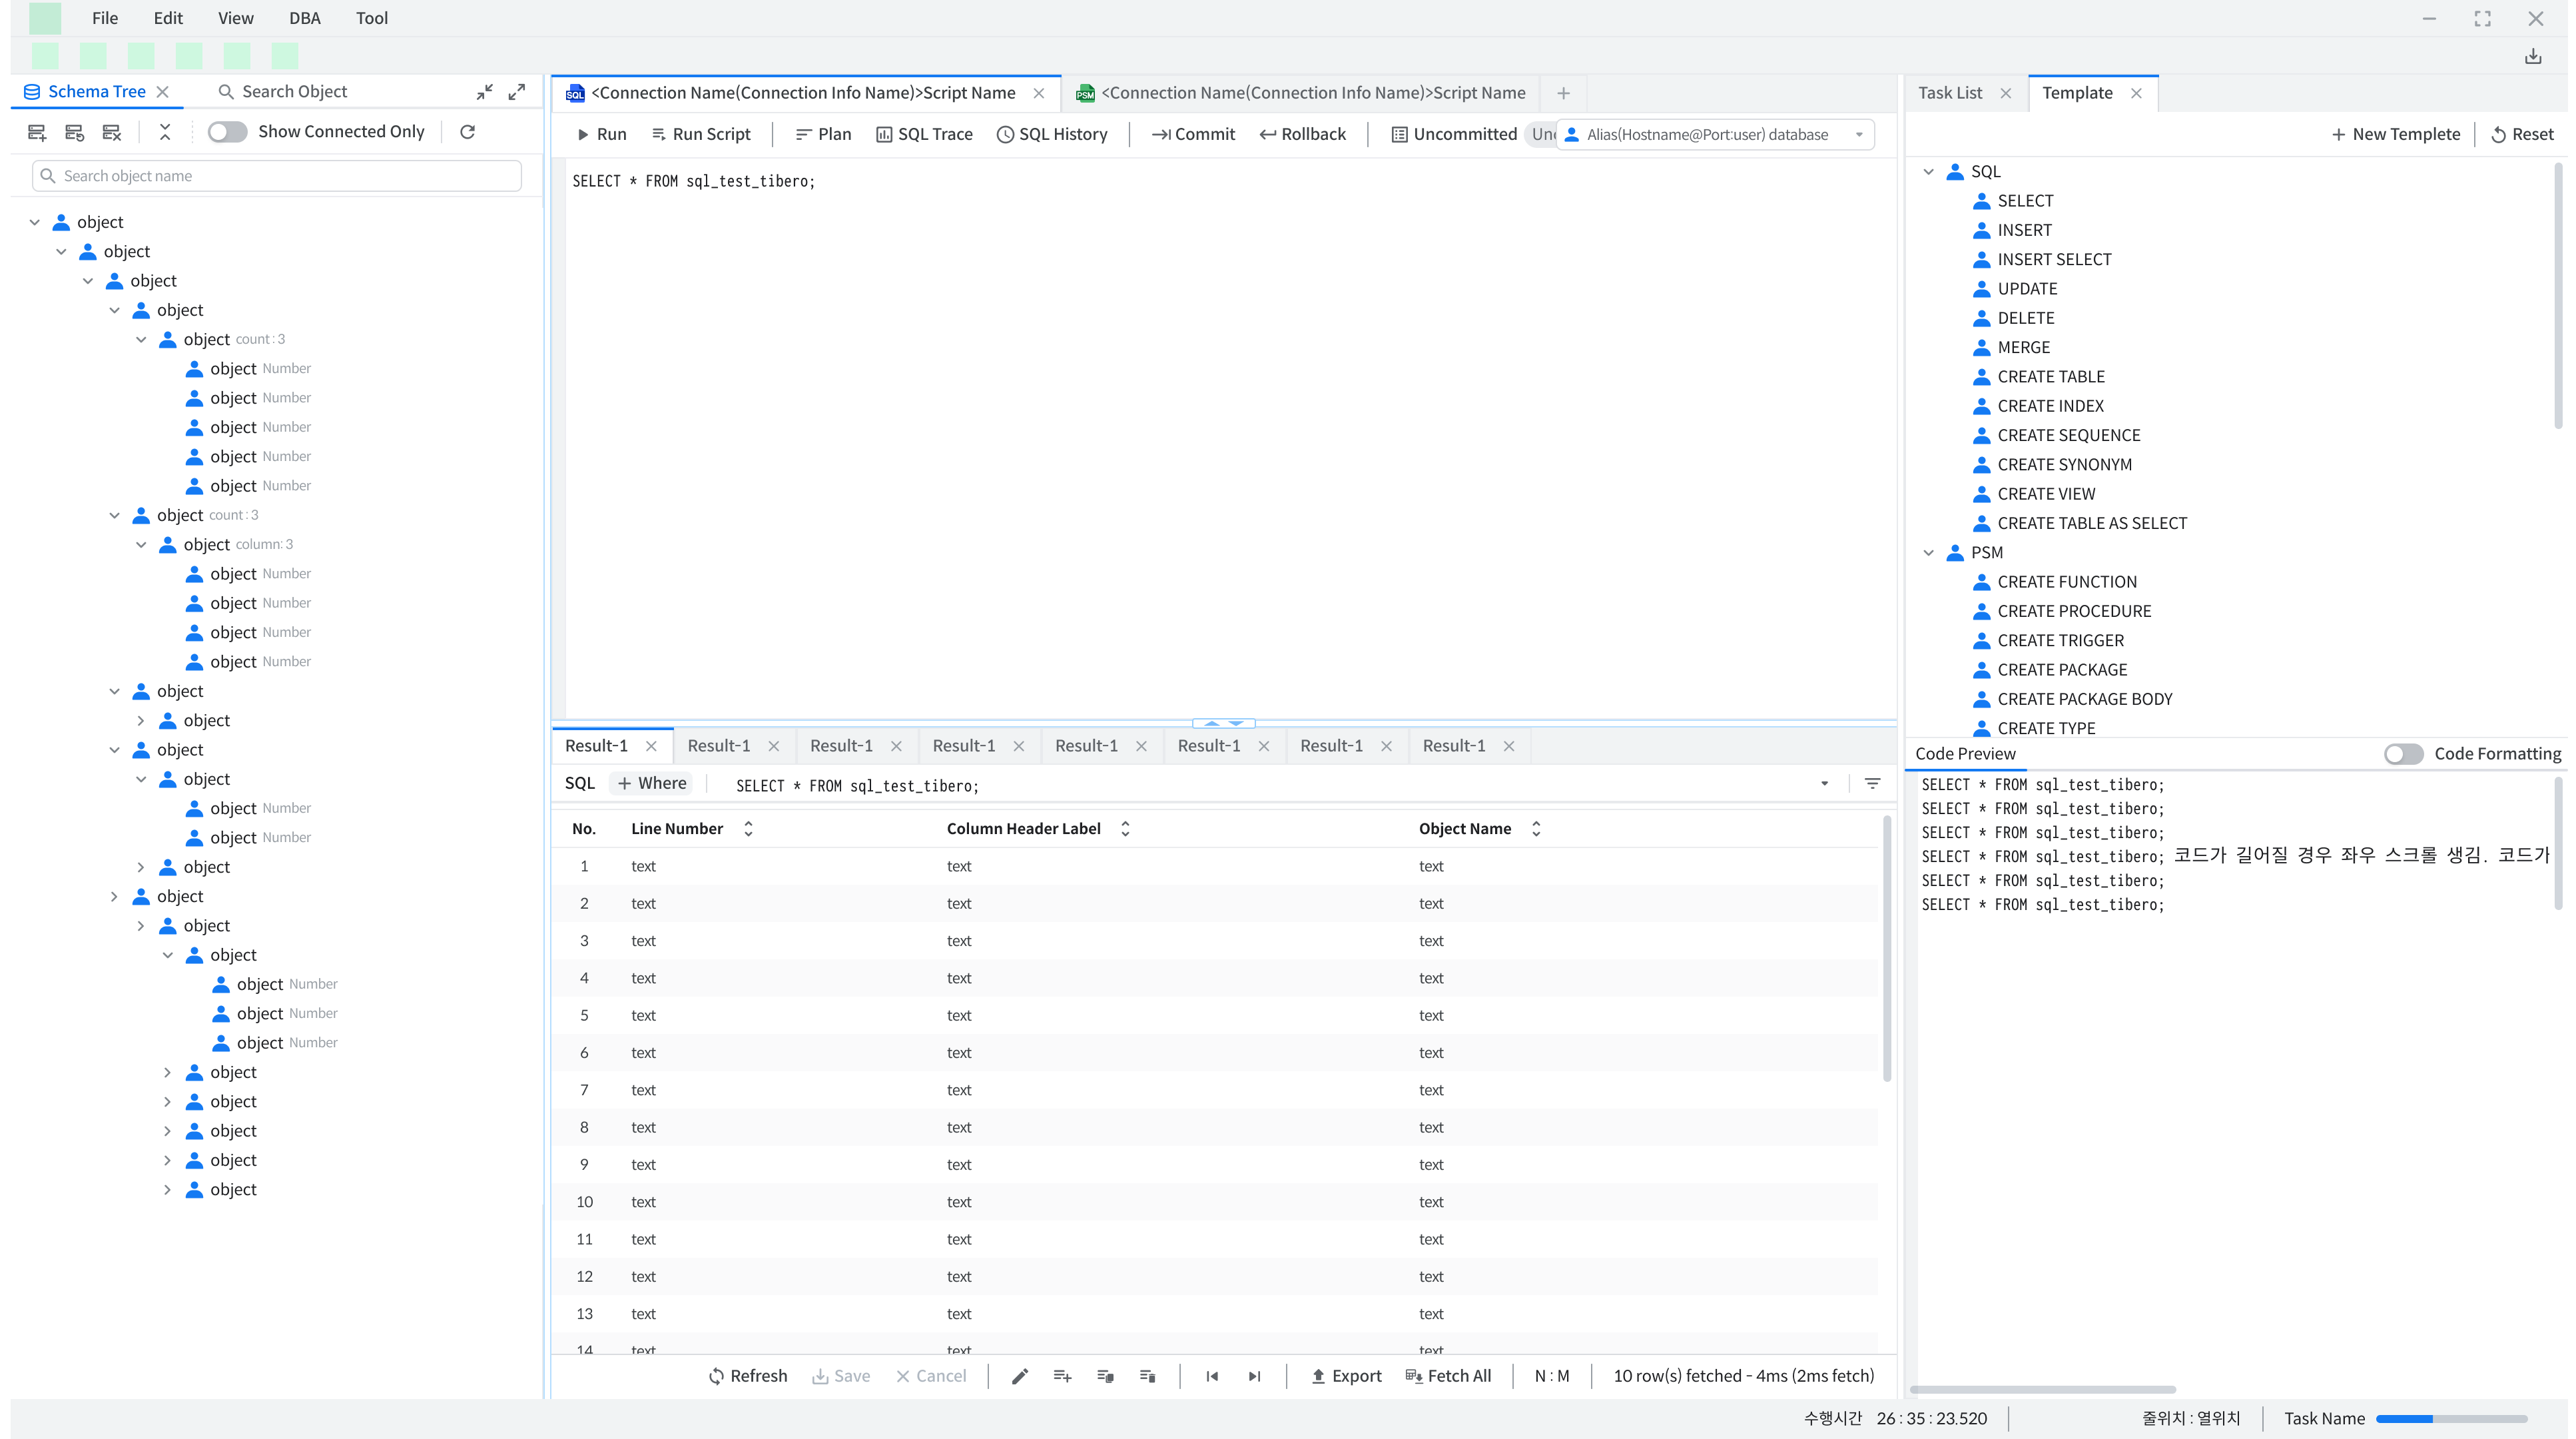 File Edit View DBA Tool
Schema Tree Search Object
Show Connected Only
Search object name
object
object
object
object
object count : 3
object Number
object Number
object Number
object Number
object Number
object count : 3
object column: 3
object Number
object Number
object Number
object Number
object
object
object
object
object Number
object Number
object
object
object
object
object Number
object Number
object Number
object
object
object
object
object
SQL <Connection Name(Connection Info Name)>Script Name PSM <Connection Name(Connection Info Name)>Script Name
Run Run Script Plan SQL Trace SQL History Commit Rollback Uncommitted Alias(Hostname@Port:user) database
SELECT * FROM sql_test_tibero;
Result-1 Result-1 Result-1 Result-1 Result-1 Result-1 Result-1 Result-1
SQL + Where SELECT * FROM sql_test_tibero;
No. Line Number Column Header Label Object Name
1 text text text
2 text text text
3 text text text
4 text text text
5 text text text
6 text text text
7 text text text
8 text text text
9 text text text
10 text text text
11 text text text
12 text text text
13 text text text
14 text text text
Refresh Save Cancel Export Fetch All N : M 10 row(s) fetched - 4ms (2ms fetch)
Task List Template
+ New Templete Reset
SQL
SELECT
INSERT
INSERT SELECT
UPDATE
DELETE
MERGE
CREATE TABLE
CREATE INDEX
CREATE SEQUENCE
CREATE SYNONYM
CREATE VIEW
CREATE TABLE AS SELECT
PSM
CREATE FUNCTION
CREATE PROCEDURE
CREATE TRIGGER
CREATE PACKAGE
CREATE PACKAGE BODY
CREATE TYPE
Code Preview Code Formatting
SELECT * FROM sql_test_tibero;
SELECT * FROM sql_test_tibero;
SELECT * FROM sql_test_tibero;
SELECT * FROM sql_test_tibero; 코드가 길어질 경우 좌우 스크롤 생김. 코드가
SELECT * FROM sql_test_tibero;
SELECT * FROM sql_test_tibero;
수행시간 26 : 35 : 23.520 줄위치 : 열위치 Task Name